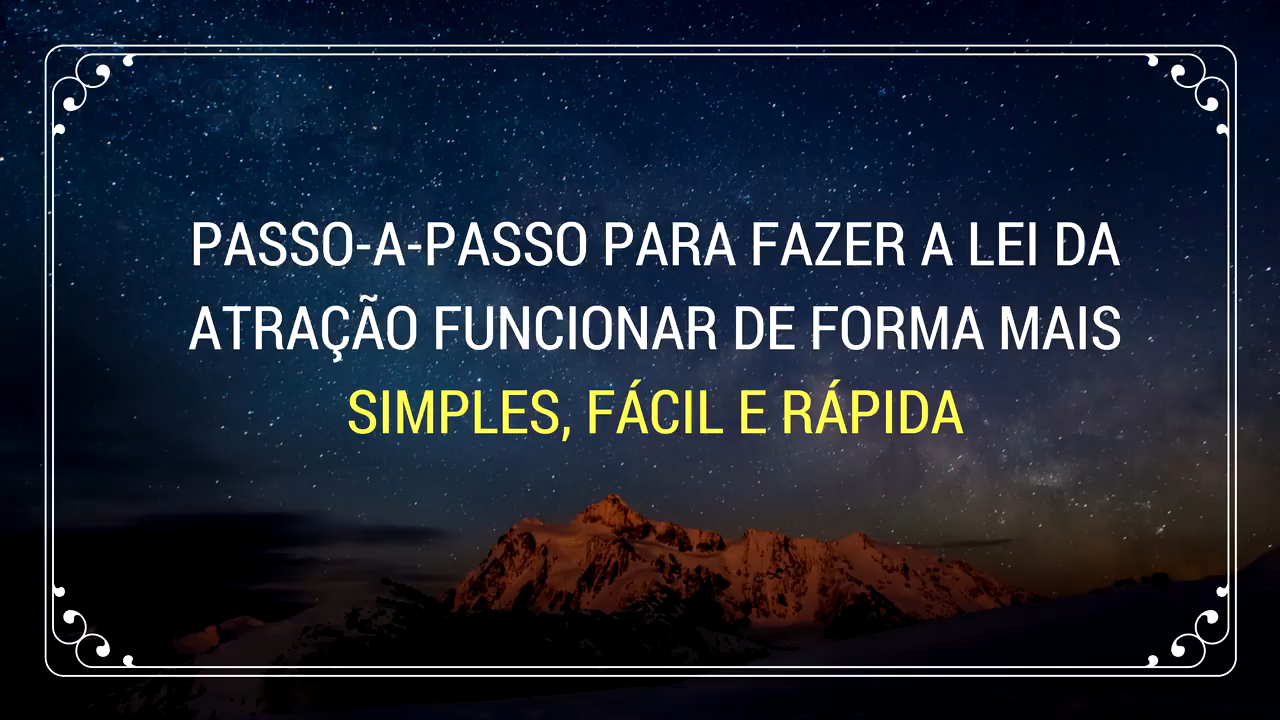 PASSO-A-PASSO PARA FAZER A LEI DA
ATRAÇÃO FUNCIONAR DE FORMA MAIS
SIMPLES, FÁCIL E RÁPIDA